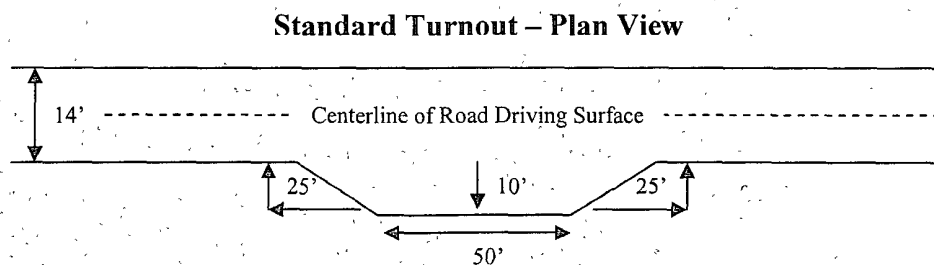 Standard Turnout – Plan View
14'
Centerline of Road Driving Surface
25'
10'
25'
50'